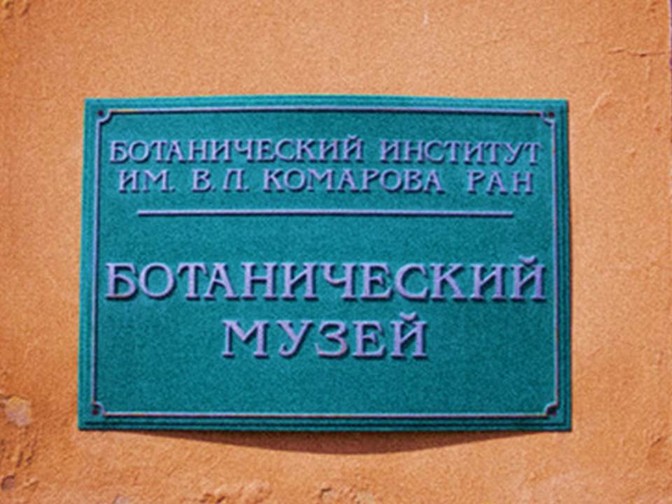 БОТАНИЧЕСКИЙ ИНСТИТУТ
ИМ. В. Л. КОМАРОВА РАН
БОТАНИЧЕСКИЙ
МУЗЕЙ